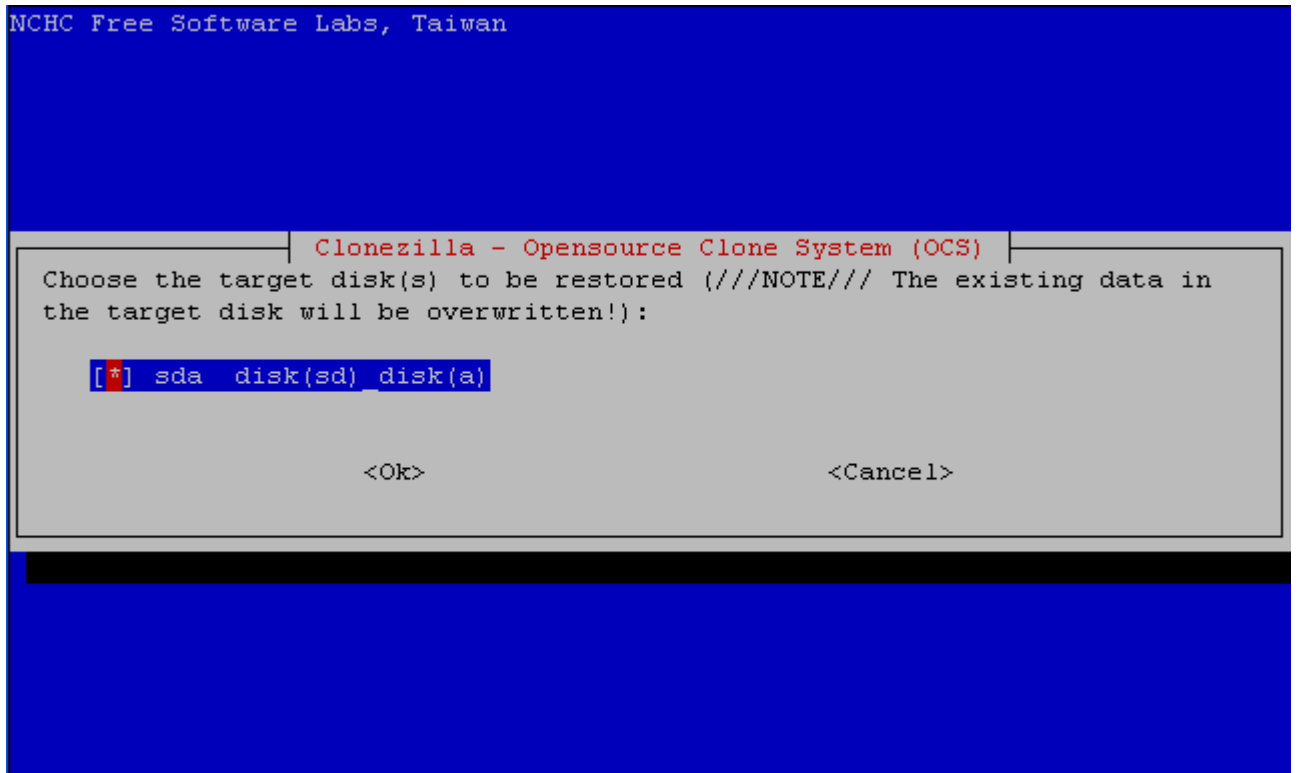 NCHC Free Software Labs, Taiwan
Clonezilla - Opensource Clone System (OCS)
Choose the target disk(s) to be restored (///NOTE/// The existing data in
the target disk will be overwritten!):
[*] sda  disk(sd)_disk(a)
<Ok> <Cancel>